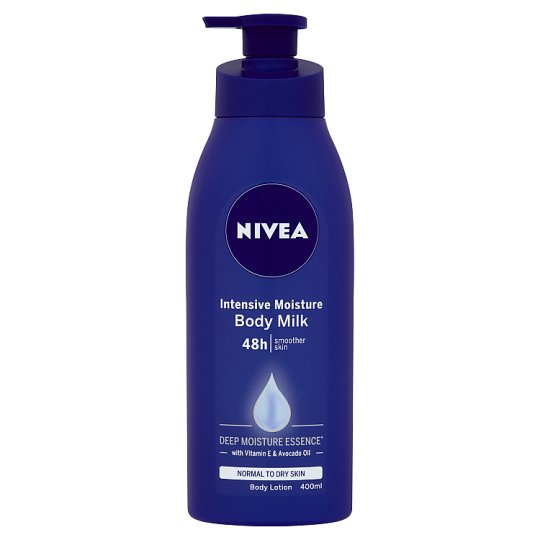 NIVEA
Intensive Moisture
Body Milk
48h smoother
skin
DEEP MOISTURE ESSENCE*
with Vitamin E & Avocado Oil
NORMAL TO DRY SKIN
Body Lotion 400ml